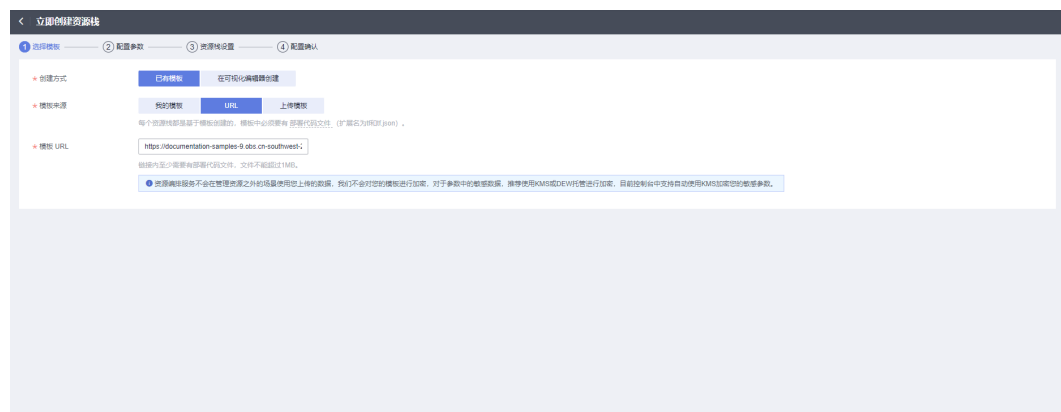 立即创建资源栈
1 选择模板 2 配置参数 3 资源栈设置 4 配置确认
* 创建方式 已有模板 在可视化编辑器创建
* 模板来源 我的模板 URL 上传模板
每个资源栈都是基于模板创建的，模板中必须要有 部署代码文件 （扩展名为tf和tf.json）。
* 模板 URL https://documentation-samples-9.obs.cn-southwest-2
链接内至少需要有部署代码文件，文件不能超过1MB。
资源编排服务不会在管理资源之外的场景使用您上传的数据，我们不会对您的模板进行加密，对于参数中的敏感数据，推荐使用KMS或DEW托管进行加密，目前控制台中支持自动使用KMS加密您的敏感参数。